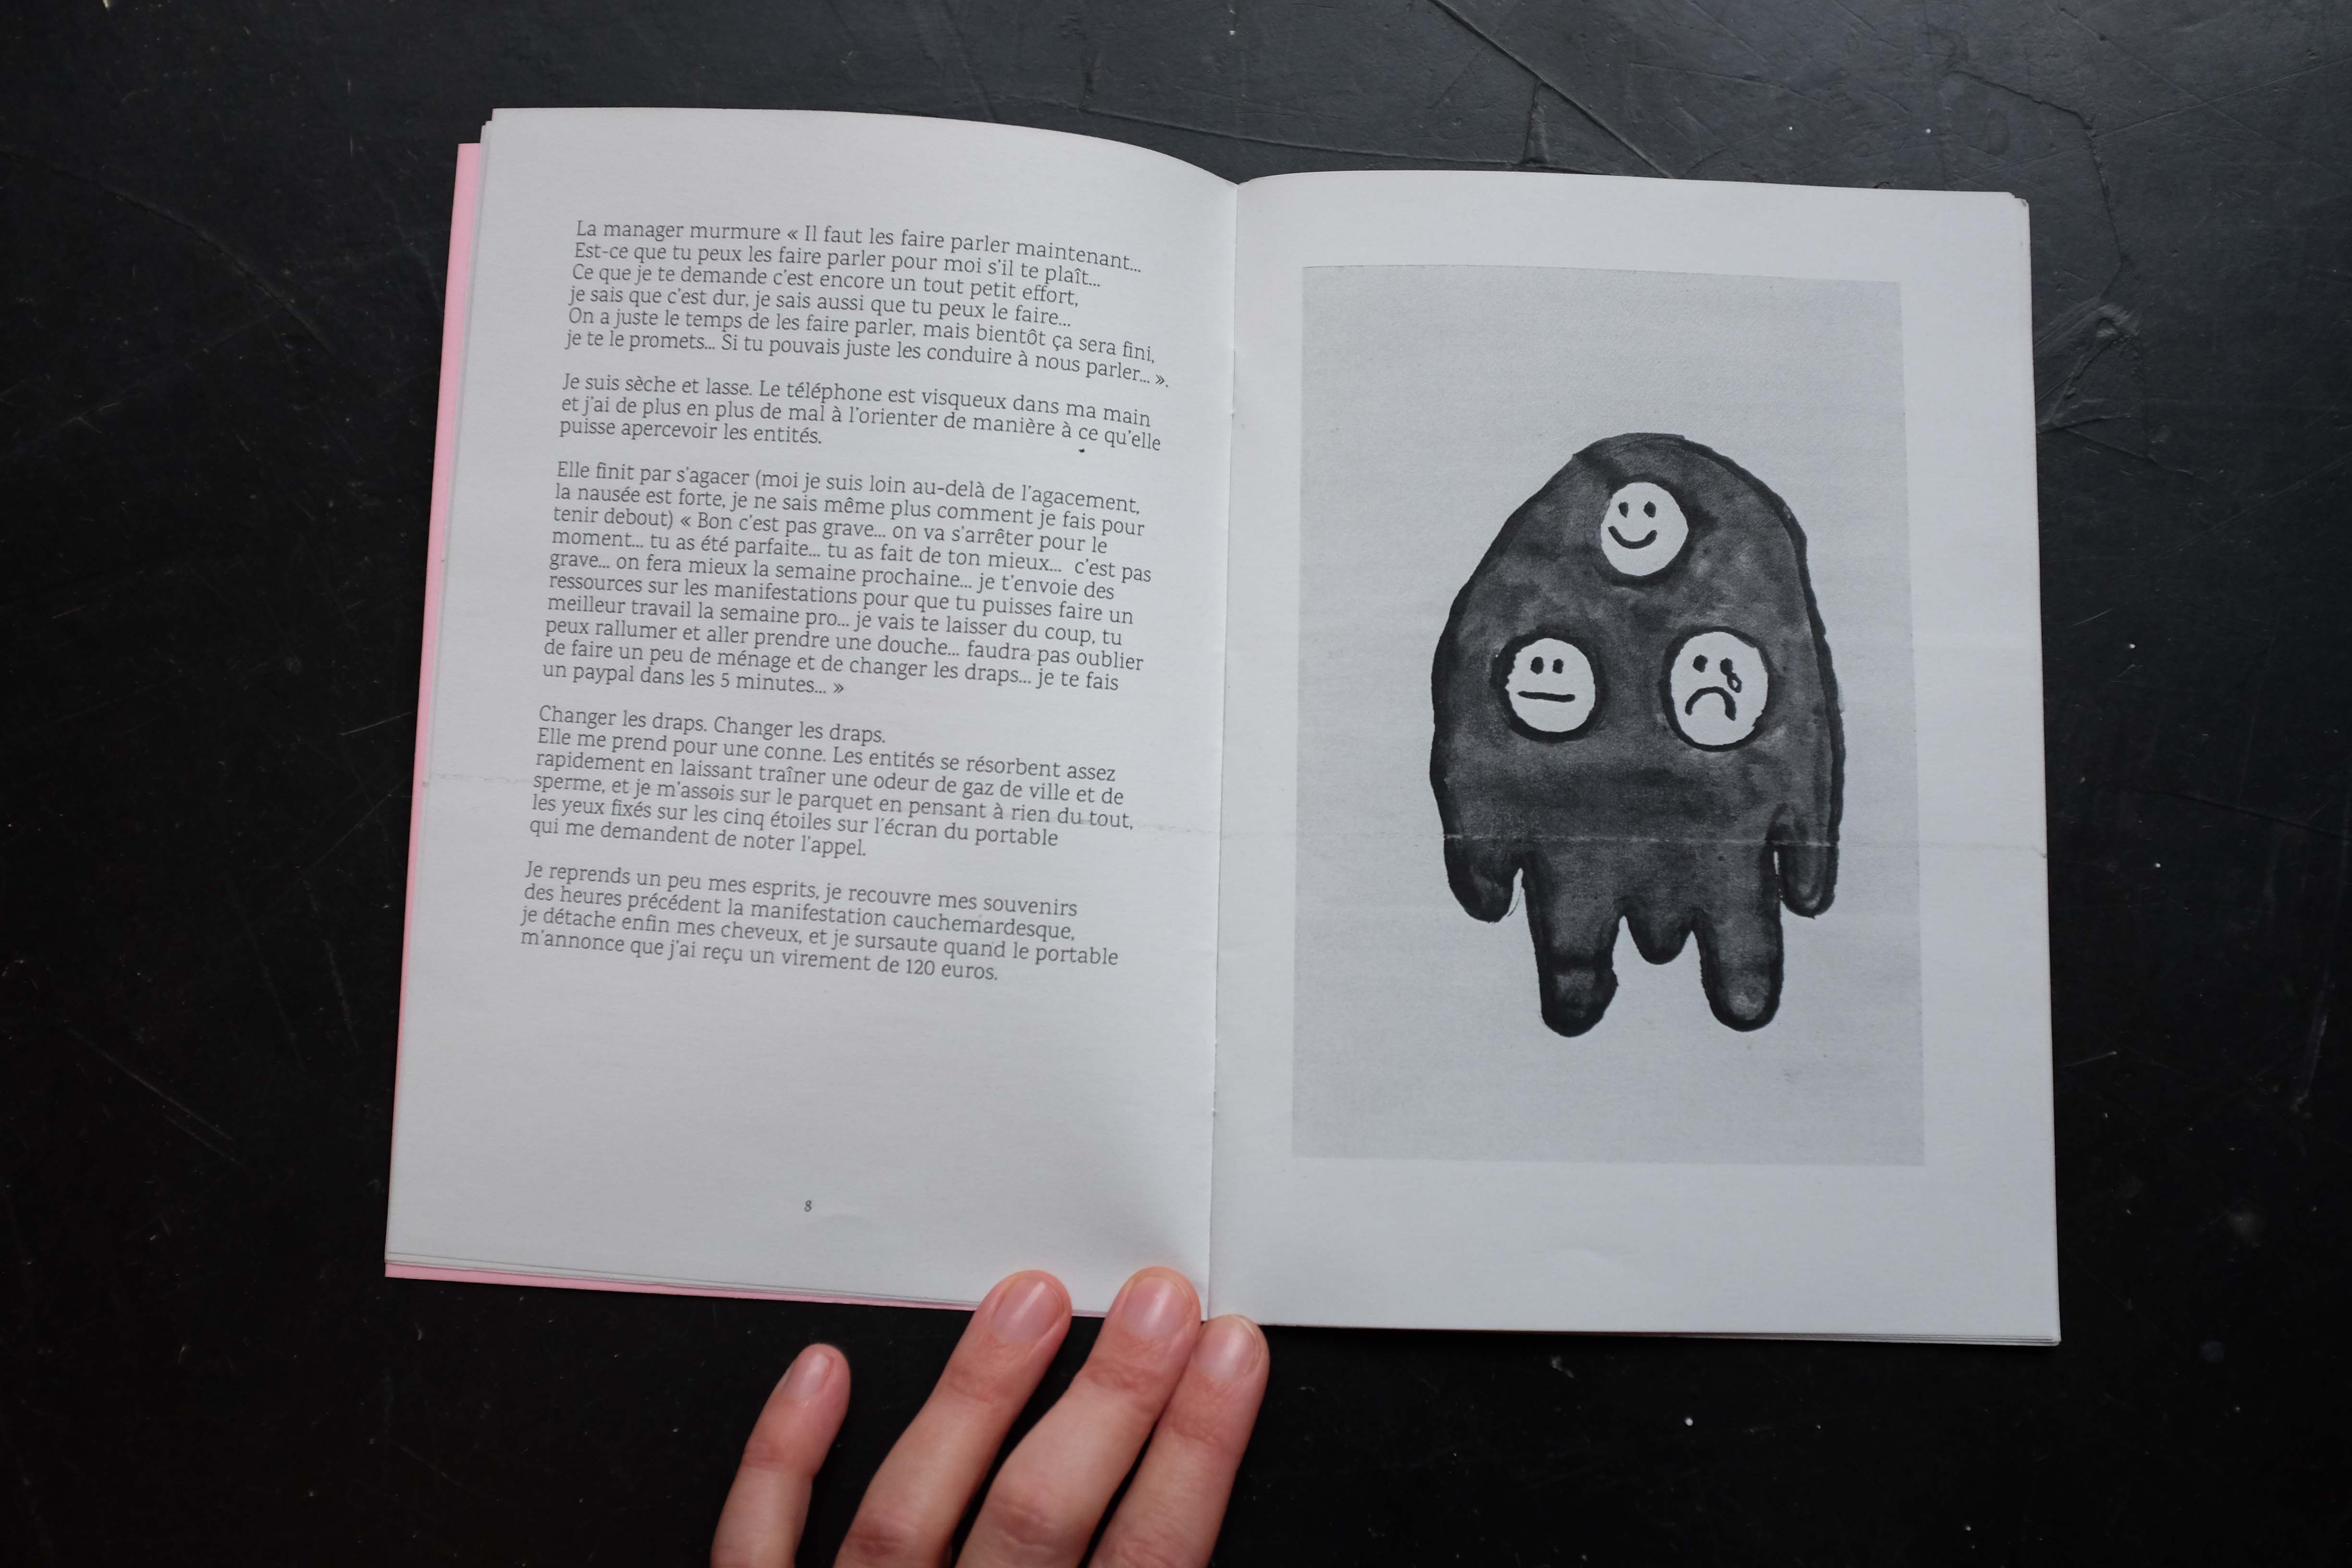 La manager murmure « Il faut les faire parler maintenant...
Est-ce que tu peux les faire parler pour moi s'il te plaît...
Ce que je te demande c'est encore un tout petit effort,
je sais que c'est dur, je sais aussi que tu peux le faire...
On a juste le temps de les faire parler, mais bientôt ça sera fini,
je te le promets... Si tu pouvais juste les conduire à nous parler... ».
Je suis sèche et lasse. Le téléphone est visqueux dans ma main
et j'ai de plus en plus de mal à l'orienter de manière à ce qu'elle
puisse apercevoir les entités.
Elle finit par s'agacer (moi je suis loin au-delà de l'agacement,
la nausée est forte, je ne sais même plus comment je fais pour
tenir debout) « Bon c'est pas grave... on va s'arrêter pour le
moment... tu as été parfaite... tu as fait de ton mieux... c'est pas
grave... on fera mieux la semaine prochaine... je t'envoie des
ressources sur les manifestations pour que tu puisses faire un
meilleur travail la semaine pro... je vais te laisser du coup, tu
peux rallumer et aller prendre une douche... faudra pas oublier
de faire un peu de ménage et de changer les draps... je te fais
un paypal dans les 5 minutes... »
Changer les draps. Changer les draps.
Elle me prend pour une conne. Les entités se résorbent assez
rapidement en laissant traîner une odeur de gaz de ville et de
sperme, et je m'assois sur le parquet en pensant à rien du tout,
les yeux fixés sur les cinq étoiles sur l'écran du portable
qui me demandent de noter l'appel.
Je reprends un peu mes esprits, je recouvre mes souvenirs
des heures précédent la manifestation cauchemardesque,
je détache enfin mes cheveux, et je sursaute quand le portable
m'annonce que j'ai reçu un virement de 120 euros.
8